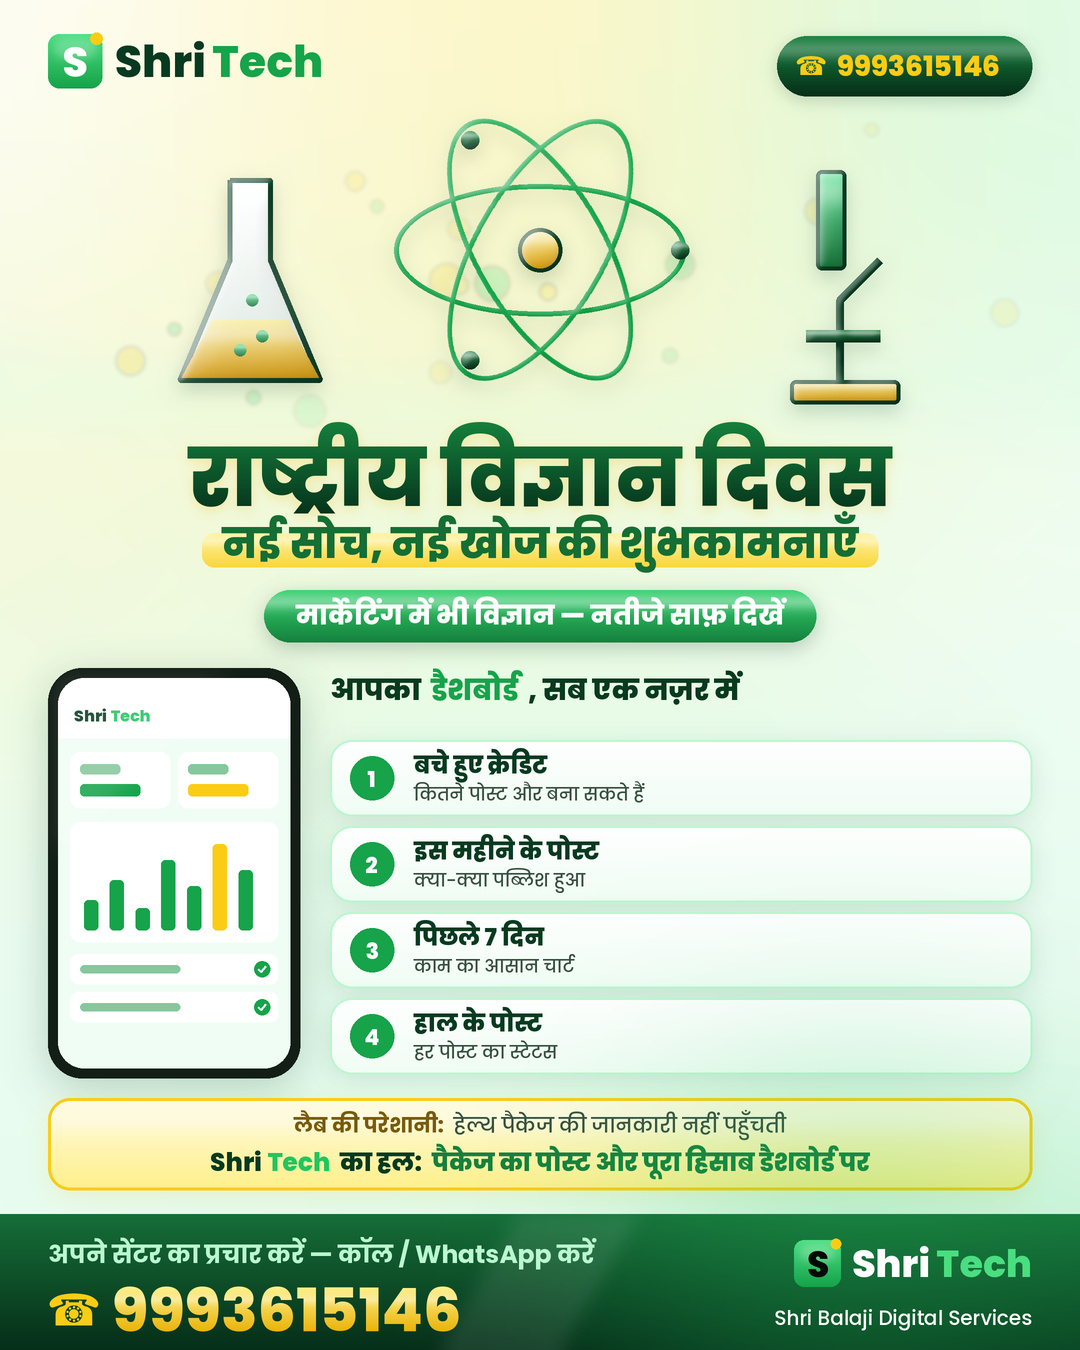 S Shri Tech
☎ 9993615146
राष्ट्रीय विज्ञान दिवस
नई सोच, नई खोज की शुभकामनाएँ
मार्केटिंग में भी विज्ञान — नतीजे साफ़ दिखें
Shri Tech
आपका डैशबोर्ड , सब एक नज़र में
1 बचे हुए क्रेडिट
कितने पोस्ट और बना सकते हैं
2 इस महीने के पोस्ट
क्या-क्या पब्लिश हुआ
3 पिछले 7 दिन
काम का आसान चार्ट
4 हाल के पोस्ट
हर पोस्ट का स्टेटस
लैब की परेशानी: हेल्थ पैकेज की जानकारी नहीं पहुँचती
Shri Tech का हल: पैकेज का पोस्ट और पूरा हिसाब डैशबोर्ड पर
अपने सेंटर का प्रचार करें — कॉल / WhatsApp करें
☎ 9993615146
S Shri Tech
Shri Balaji Digital Services